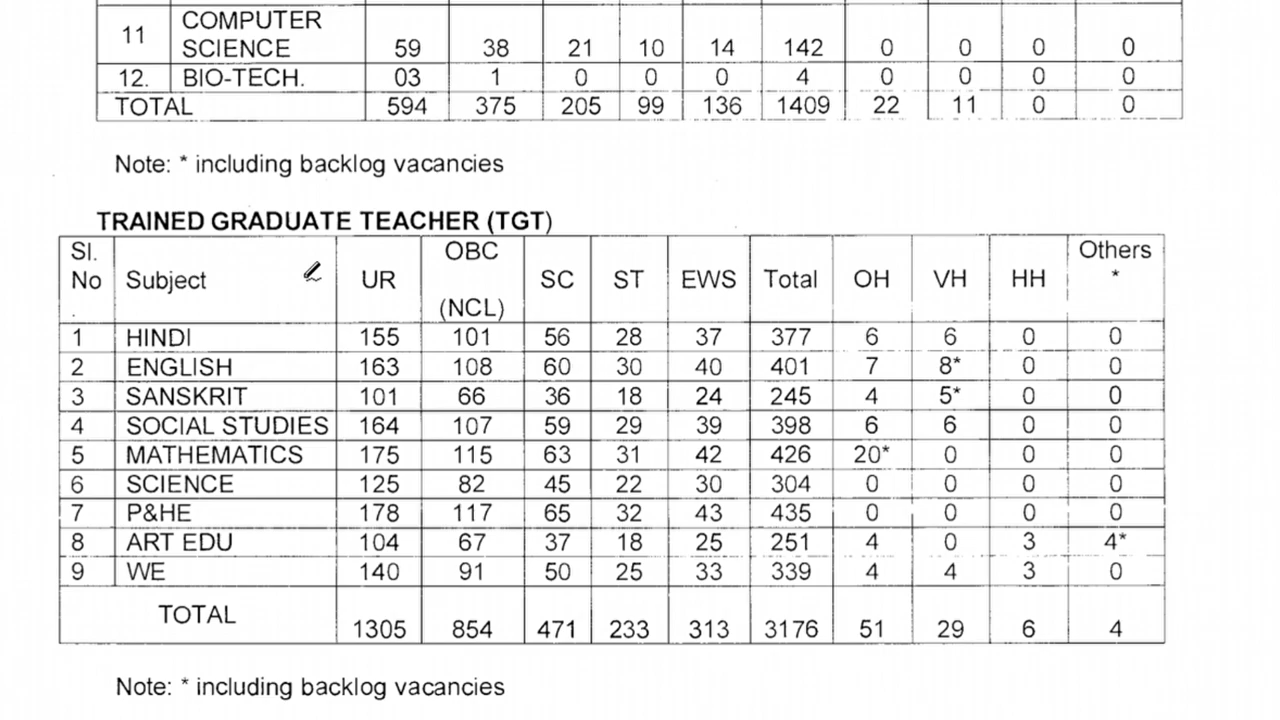 11 COMPUTER SCIENCE 59 38 21 10 14 142 0 0 0 0
12. BIO-TECH. 03 1 0 0 0 4 0 0 0 0
TOTAL 594 375 205 99 136 1409 22 11 0 0
Note: * including backlog vacancies
TRAINED GRADUATE TEACHER (TGT)
Sl. No . Subject UR OBC (NCL) SC ST EWS Total OH VH HH Others *
1 HINDI 155 101 56 28 37 377 6 6 0 0
2 ENGLISH 163 108 60 30 40 401 7 8* 0 0
3 SANSKRIT 101 66 36 18 24 245 4 5* 0 0
4 SOCIAL STUDIES 164 107 59 29 39 398 6 6 0 0
5 MATHEMATICS 175 115 63 31 42 426 20* 0 0 0
6 SCIENCE 125 82 45 22 30 304 0 0 0 0
7 P&HE 178 117 65 32 43 435 0 0 0 0
8 ART EDU 104 67 37 18 25 251 4 0 3 4*
9 WE 140 91 50 25 33 339 4 4 3 0
TOTAL 1305 854 471 233 313 3176 51 29 6 4
Note: * including backlog vacancies